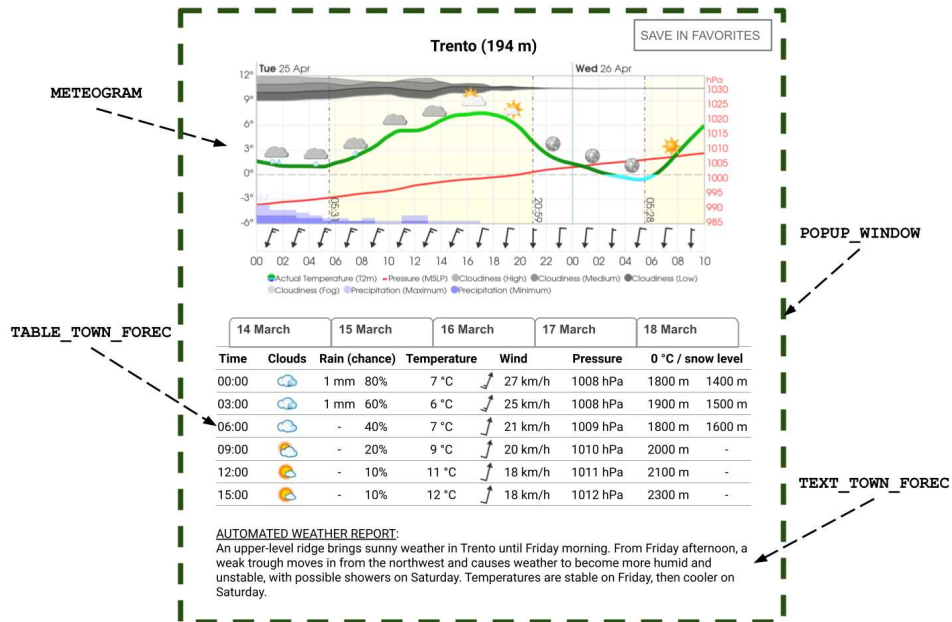 SAVE IN FAVORITES
Trento (194 m)
Tue 25 Apr
Wed 26 Apr
METEOGRAM
hPa
12°
9°
6°
3°
0°
-3°
-6°
1030
1025
1020
1015
1010
1005
1000
995
990
985
05:31
20:59
05:28
00 02 04 06 08 10 12 14 16 18 20 22 00 02 04 06 08 10
Actual Temperature (T2m) Pressure (MSLP) Cloudiness (High) Cloudiness (Medium) Cloudiness (Low)
Cloudiness (Fog) Precipitation (Maximum) Precipitation (Minimum)
POPUP_WINDOW
TABLE_TOWN_FOREC
14 March 15 March 16 March 17 March 18 March
Time Clouds Rain (chance) Temperature Wind Pressure 0 °C / snow level
00:00 1 mm 80% 7 °C 27 km/h 1008 hPa 1800 m 1400 m
03:00 1 mm 60% 6 °C 25 km/h 1008 hPa 1900 m 1500 m
06:00 - 40% 7 °C 21 km/h 1009 hPa 1800 m 1600 m
09:00 - 20% 9 °C 20 km/h 1010 hPa 2000 m -
12:00 - 10% 11 °C 18 km/h 1011 hPa 2100 m -
15:00 - 10% 12 °C 18 km/h 1012 hPa 2300 m -
TEXT_TOWN_FOREC
AUTOMATED WEATHER REPORT:
An upper-level ridge brings sunny weather in Trento until Friday morning. From Friday afternoon, a
weak trough moves in from the northwest and causes weather to become more humid and
unstable, with possible showers on Saturday. Temperatures are stable on Friday, then cooler on
Saturday.